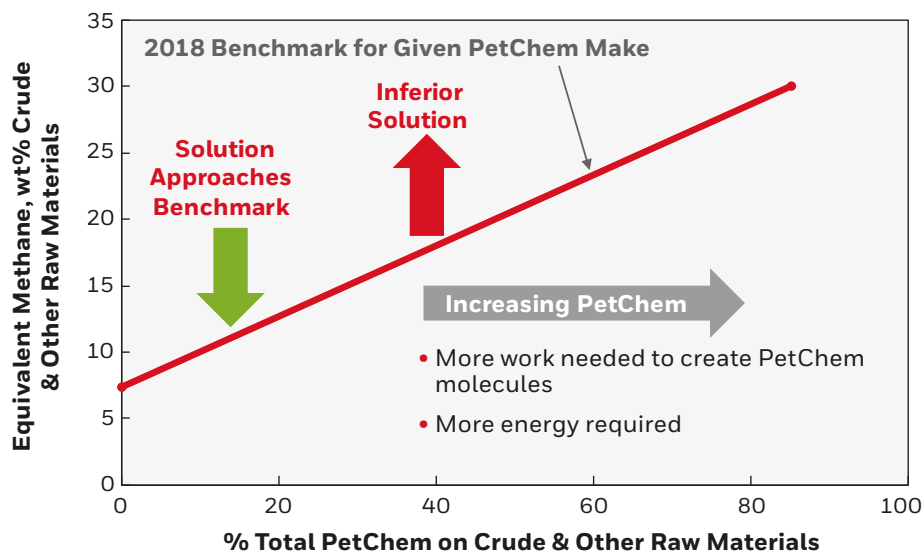 35
30
25
20
15
10
5
0
Equivalent Methane, wt% Crude
& Other Raw Materials
2018 Benchmark for Given PetChem Make
Inferior
Solution
Solution
Approaches
Benchmark
Increasing PetChem
• More work needed to create PetChem
molecules
• More energy required
0
20
40
60
80
100
% Total PetChem on Crude & Other Raw Materials